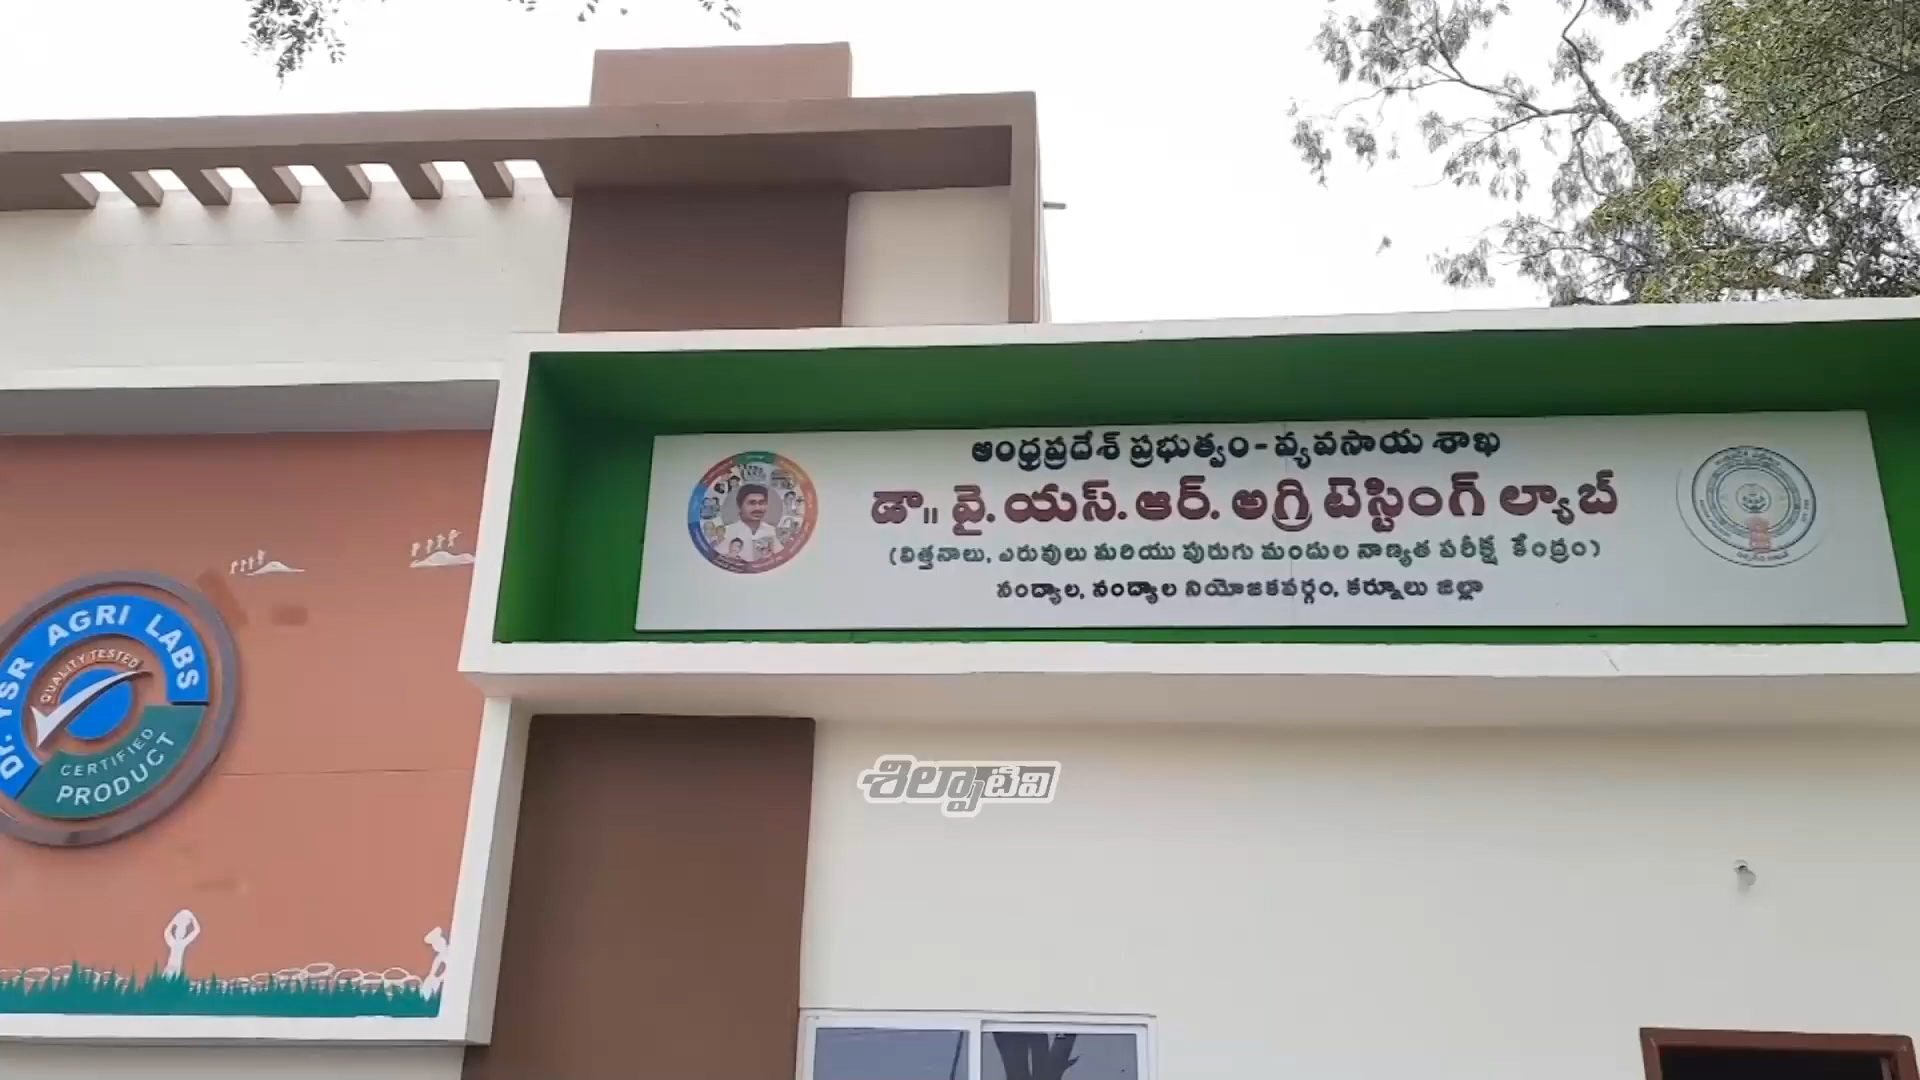 ఆంధ్రప్రదేశ్ ప్రభుత్వం - వ్యవసాయ శాఖ
డా॥ వై. యస్. ఆర్. అగ్రి టెస్టింగ్ ల్యాబ్
(విత్తనాలు, ఎరువులు మరియు పురుగు మందుల నాణ్యత పరీక్ష కేంద్రం)
నంద్యాల, నంద్యాల నియోజకవర్గం, కర్నూలు జిల్లా
Dr. YSR AGRI LABS
QUALITY TESTED
CERTIFIED
PRODUCT
శిల్పాటివి